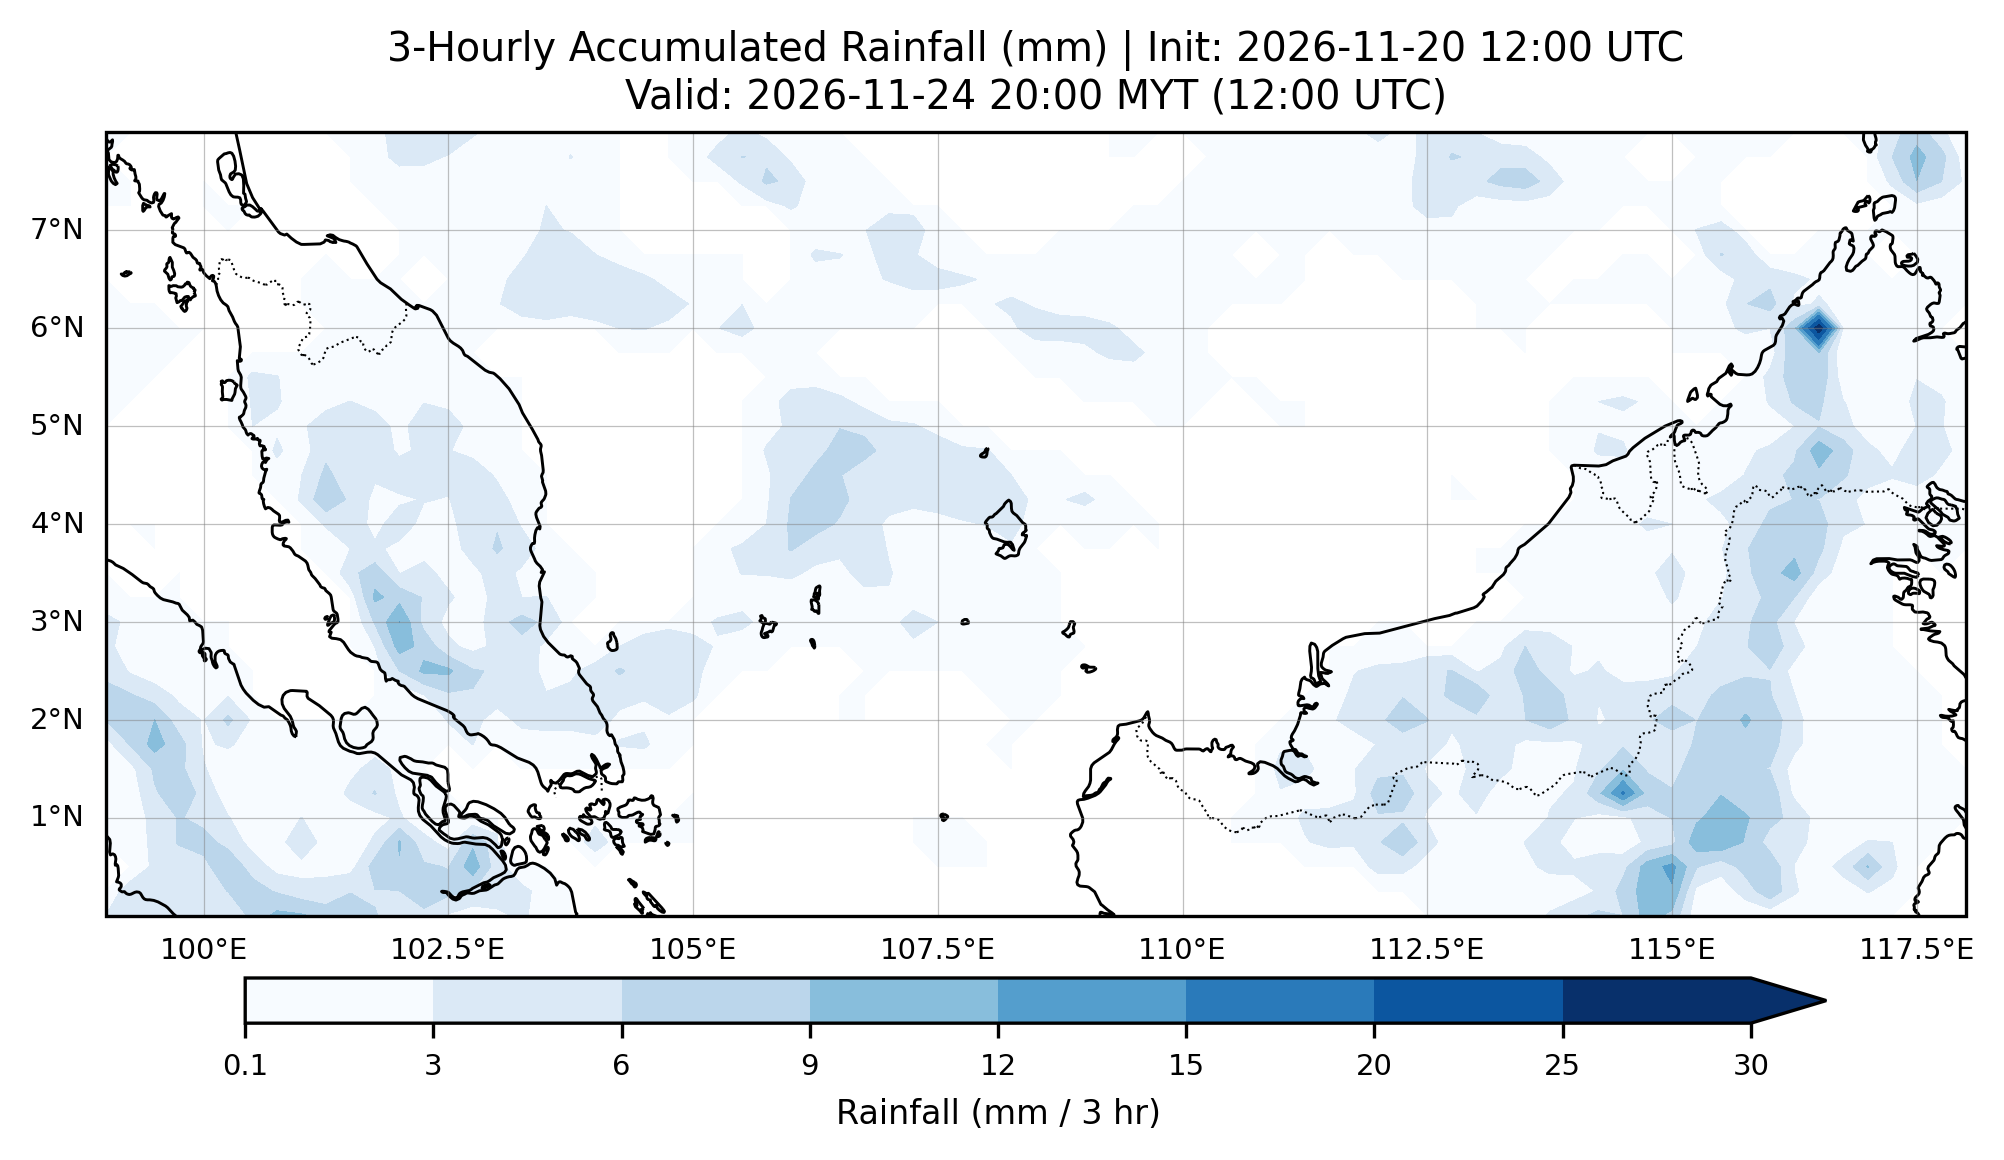 3-Hourly Accumulated Rainfall (mm) | Init: 2026-11-20 12:00 UTC
Valid: 2026-11-24 20:00 MYT (12:00 UTC)
7°N
6°N
5°N
4°N
3°N
2°N
1°N
100°E 102.5°E 105°E 107.5°E 110°E 112.5°E 115°E 117.5°E
0.1 3 6 9 12 15 20 25 30
Rainfall (mm / 3 hr)